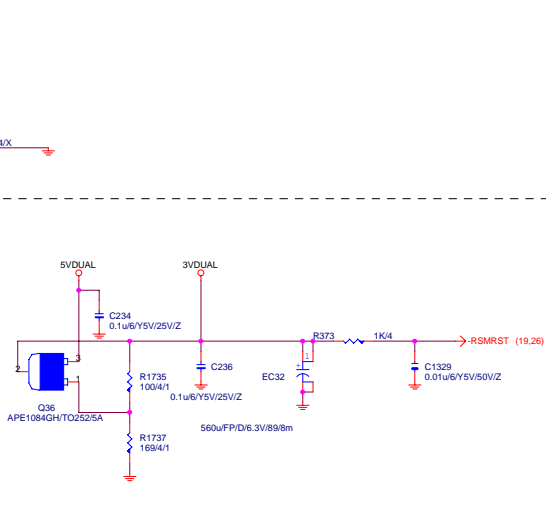 4/X
5VDUAL
3VDUAL
C234
0.1u/6/Y5V/25V/Z
R373
1K/4
-RSMRST (19,26)
3
2
1
R1735
100/4/1
C236
0.1u/6/Y5V/25V/Z
1
+
EC32
C1329
0.01u/6/Y5V/50V/Z
Q36
APE1084GH/TO252/5A
560u/FP/D/6.3V/89/8m
R1737
169/4/1